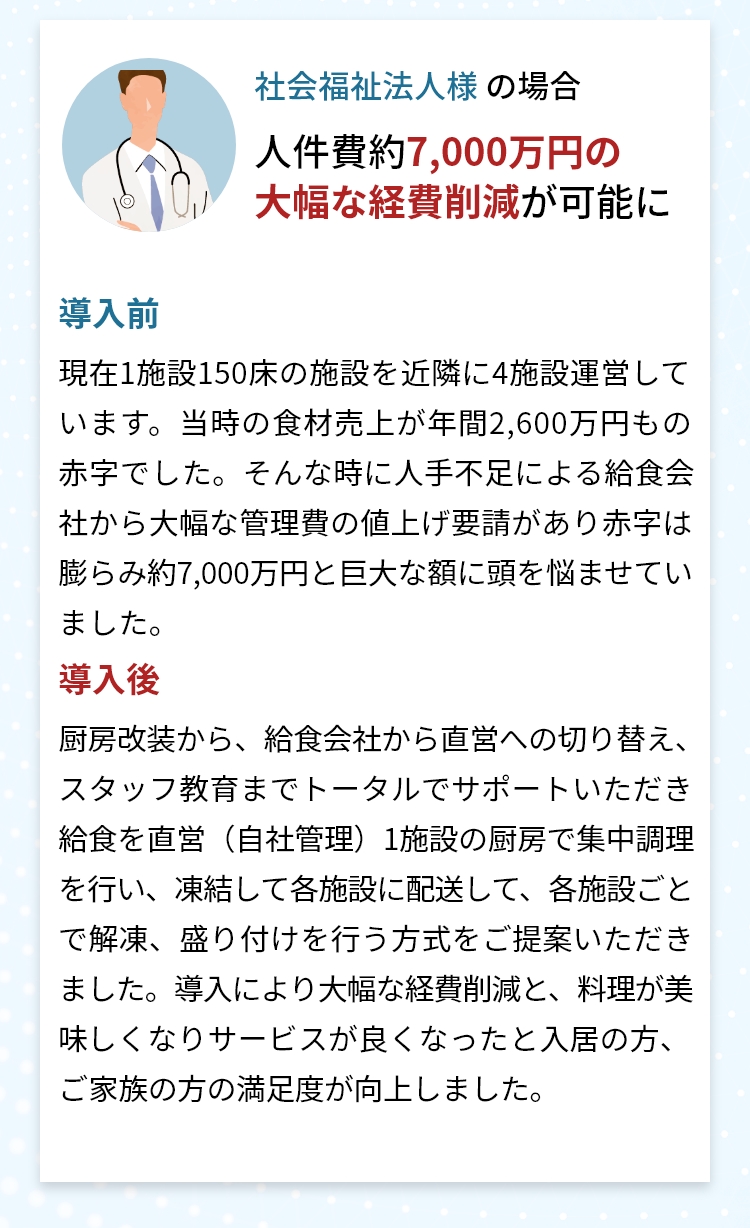 社会福祉法人様 の場合
人件費約7,000万円の
大幅な経費削減が可能に
導入前
現在1施設150床の施設を近隣に4施設運営して
います。当時の食材売上が年間2,600万円もの
赤字でした。そんな時に人手不足による給食会
社から大幅な管理費の値上げ要請があり赤字は
膨らみ約7,000万円と巨大な額に頭を悩ませてい
ました。
導入後
厨房改装から、給食会社から直営への切り替え、
スタッフ教育までトータルでサポートいただき
給食を直営（自社管理）1施設の厨房で集中調理
を行い、凍結して各施設に配送して、各施設ごと
で解凍、盛り付けを行う方式をご提案いただき
ました。導入により大幅な経費削減と、料理が美
味しくなりサービスが良くなったと入居の方、
ご家族の方の満足度が向上しました。